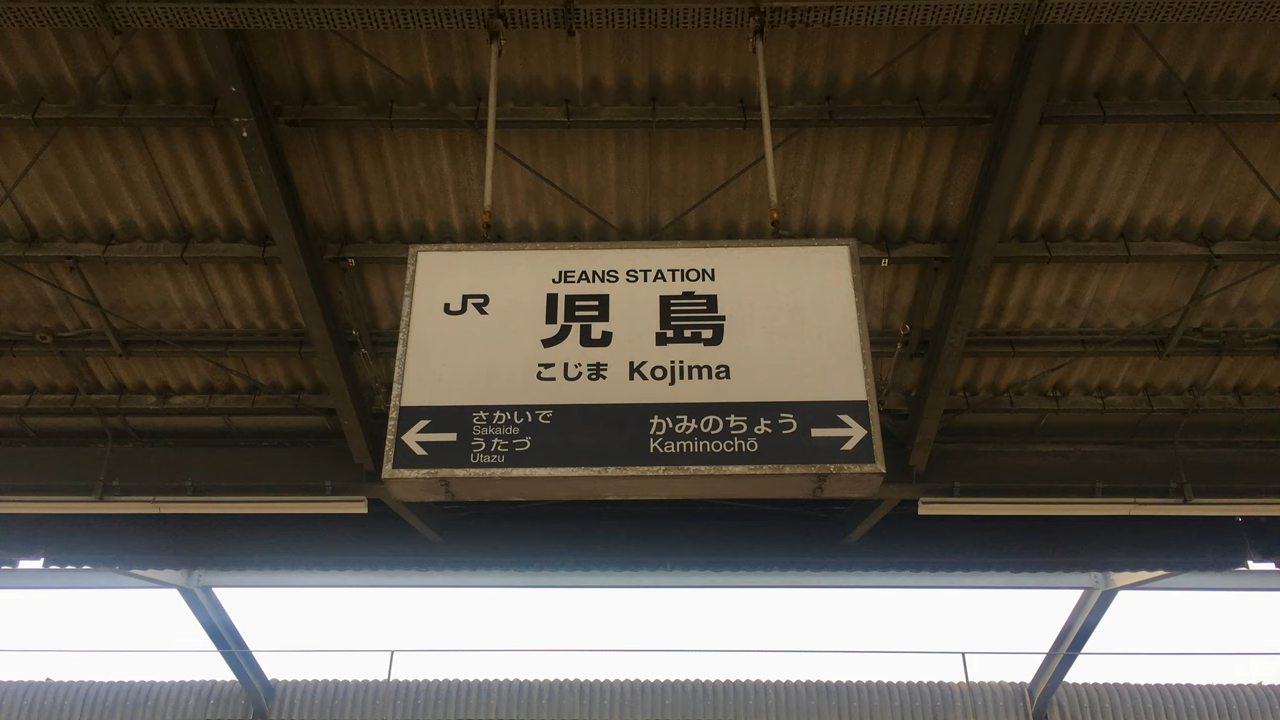 JEANS STATION
JR
児島
こじま Kojima
さかいで
Sakaide
うたづ
Utazu
かみのちょう
Kaminochō